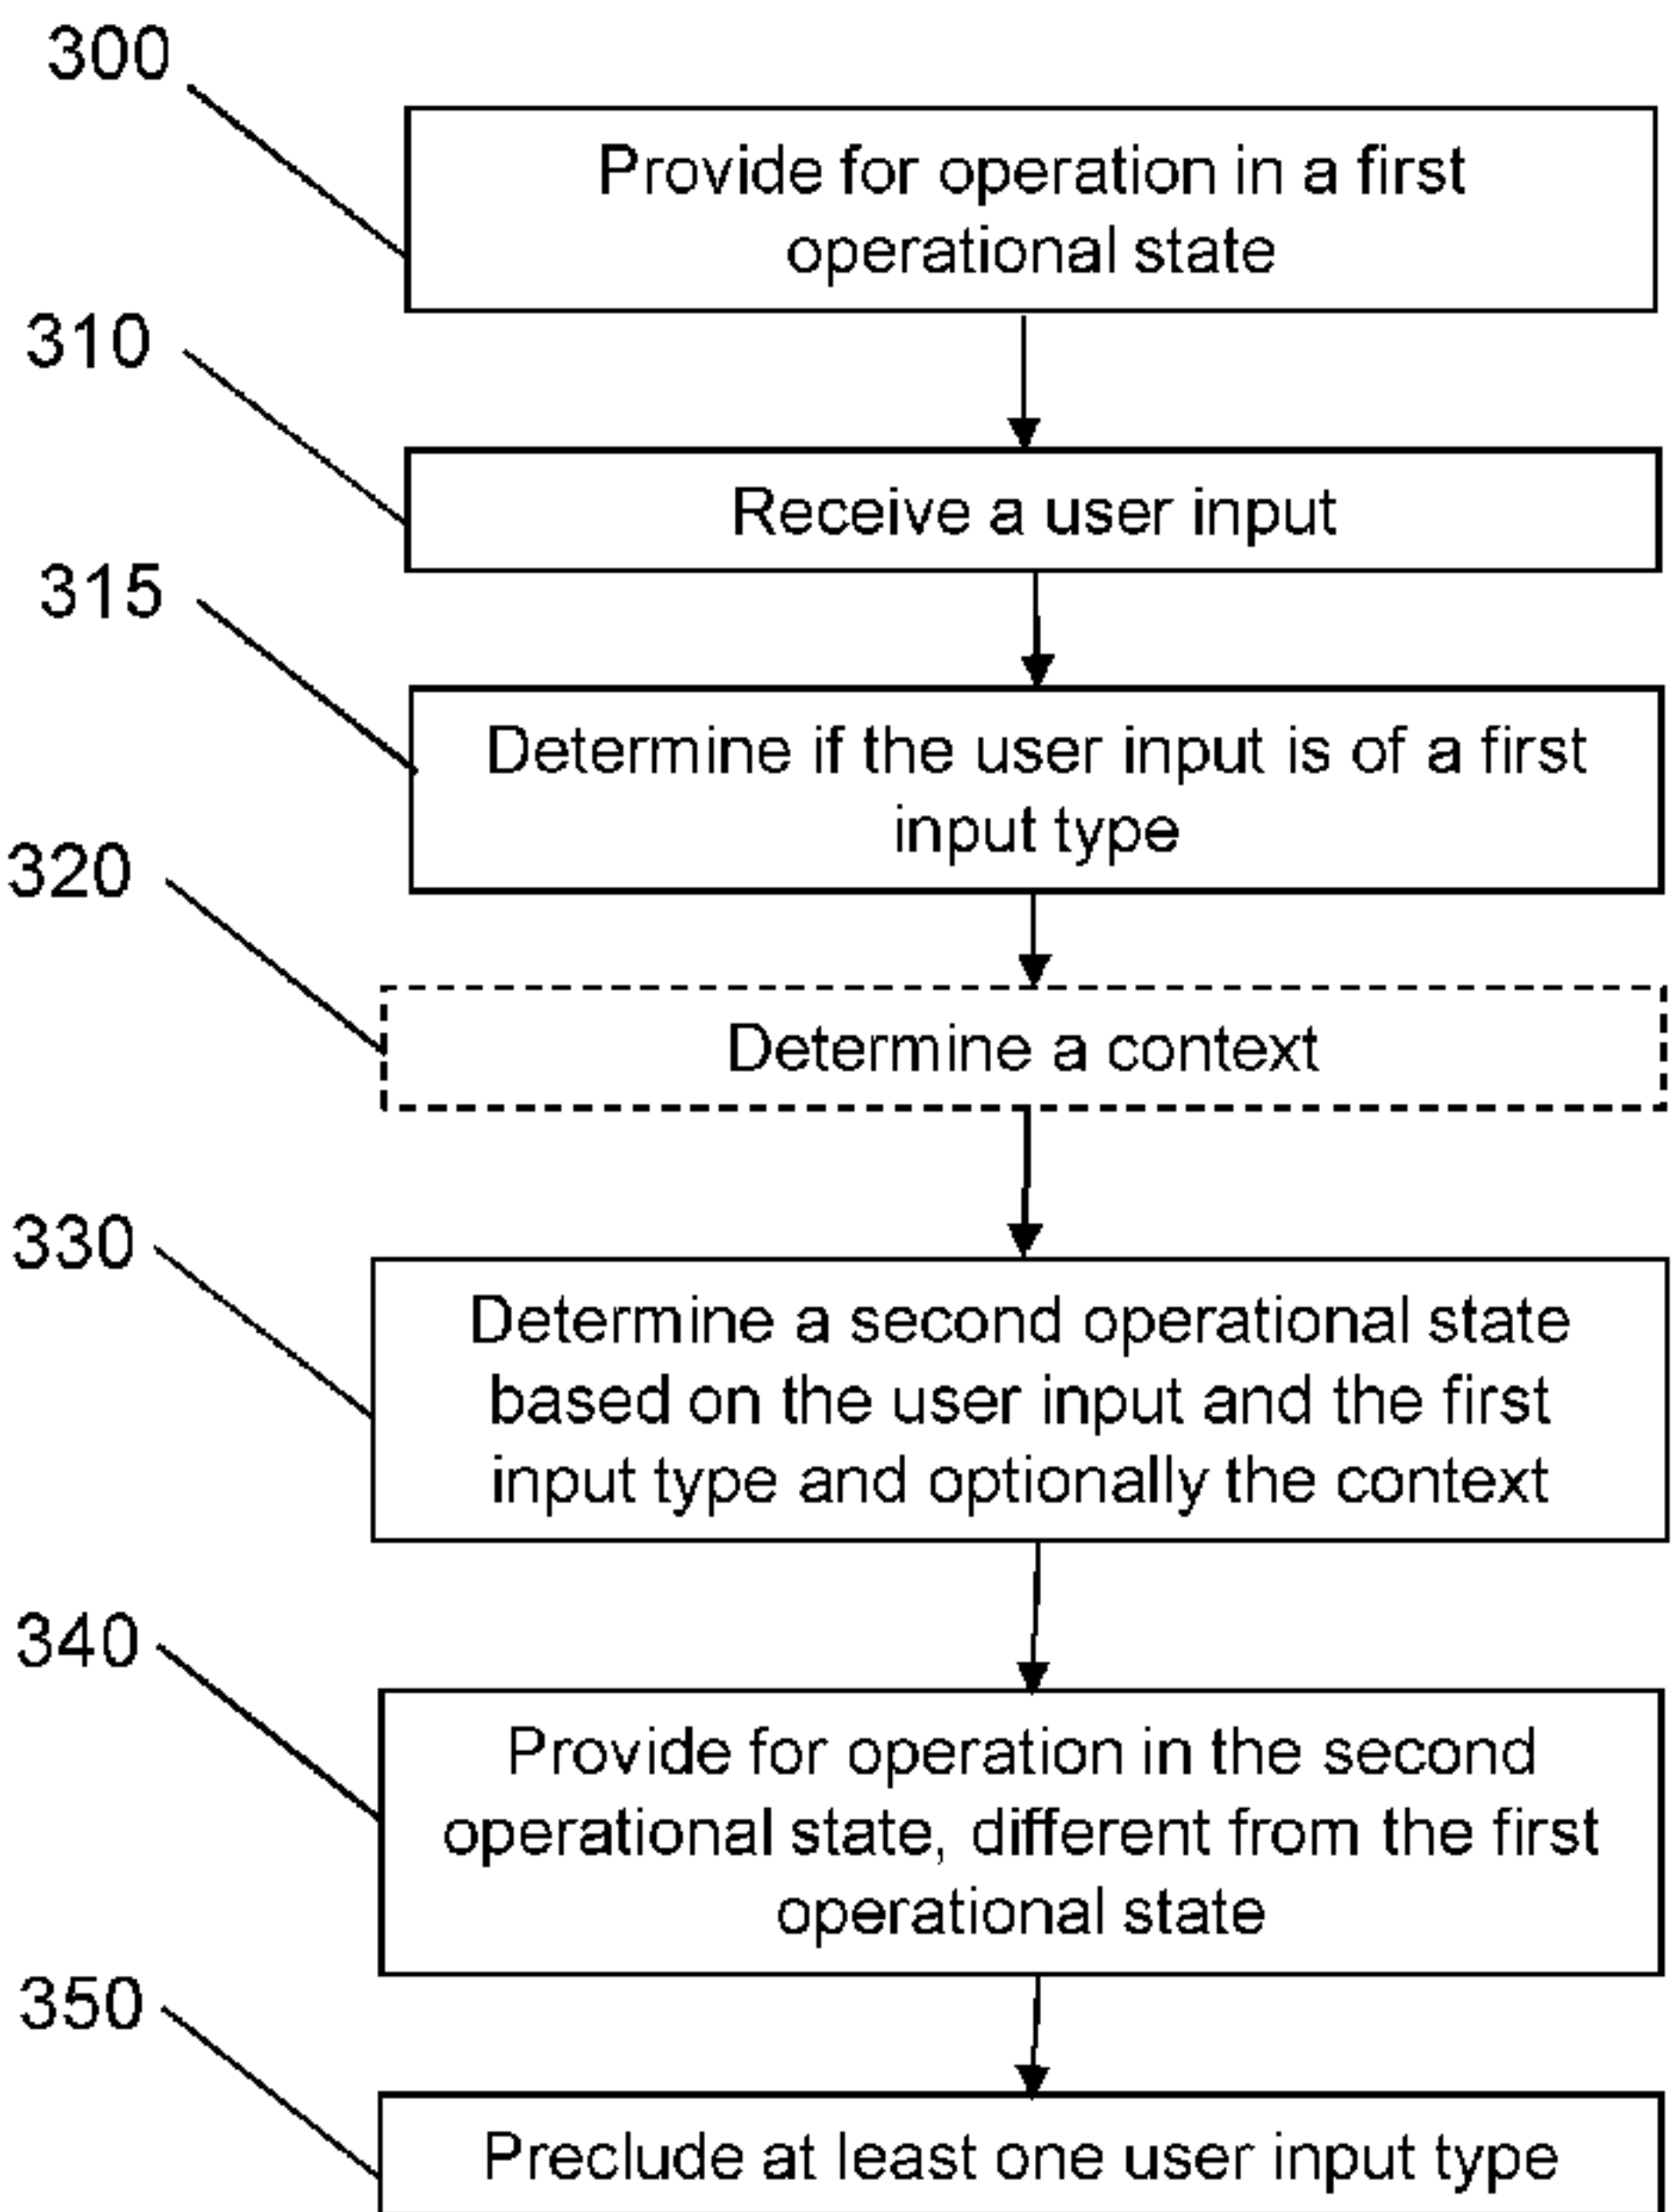 300
Provide for operation in a first
operational state
310
Receive a user input
315
Determine if the user input is of a first
input type
320
Determine a context
330
Determine a second operational state
based on the user input and the first
input type and optionally the context
340
Provide for operation in the second
operational state, different from the first
operational state
350
Preclude at least one user input type